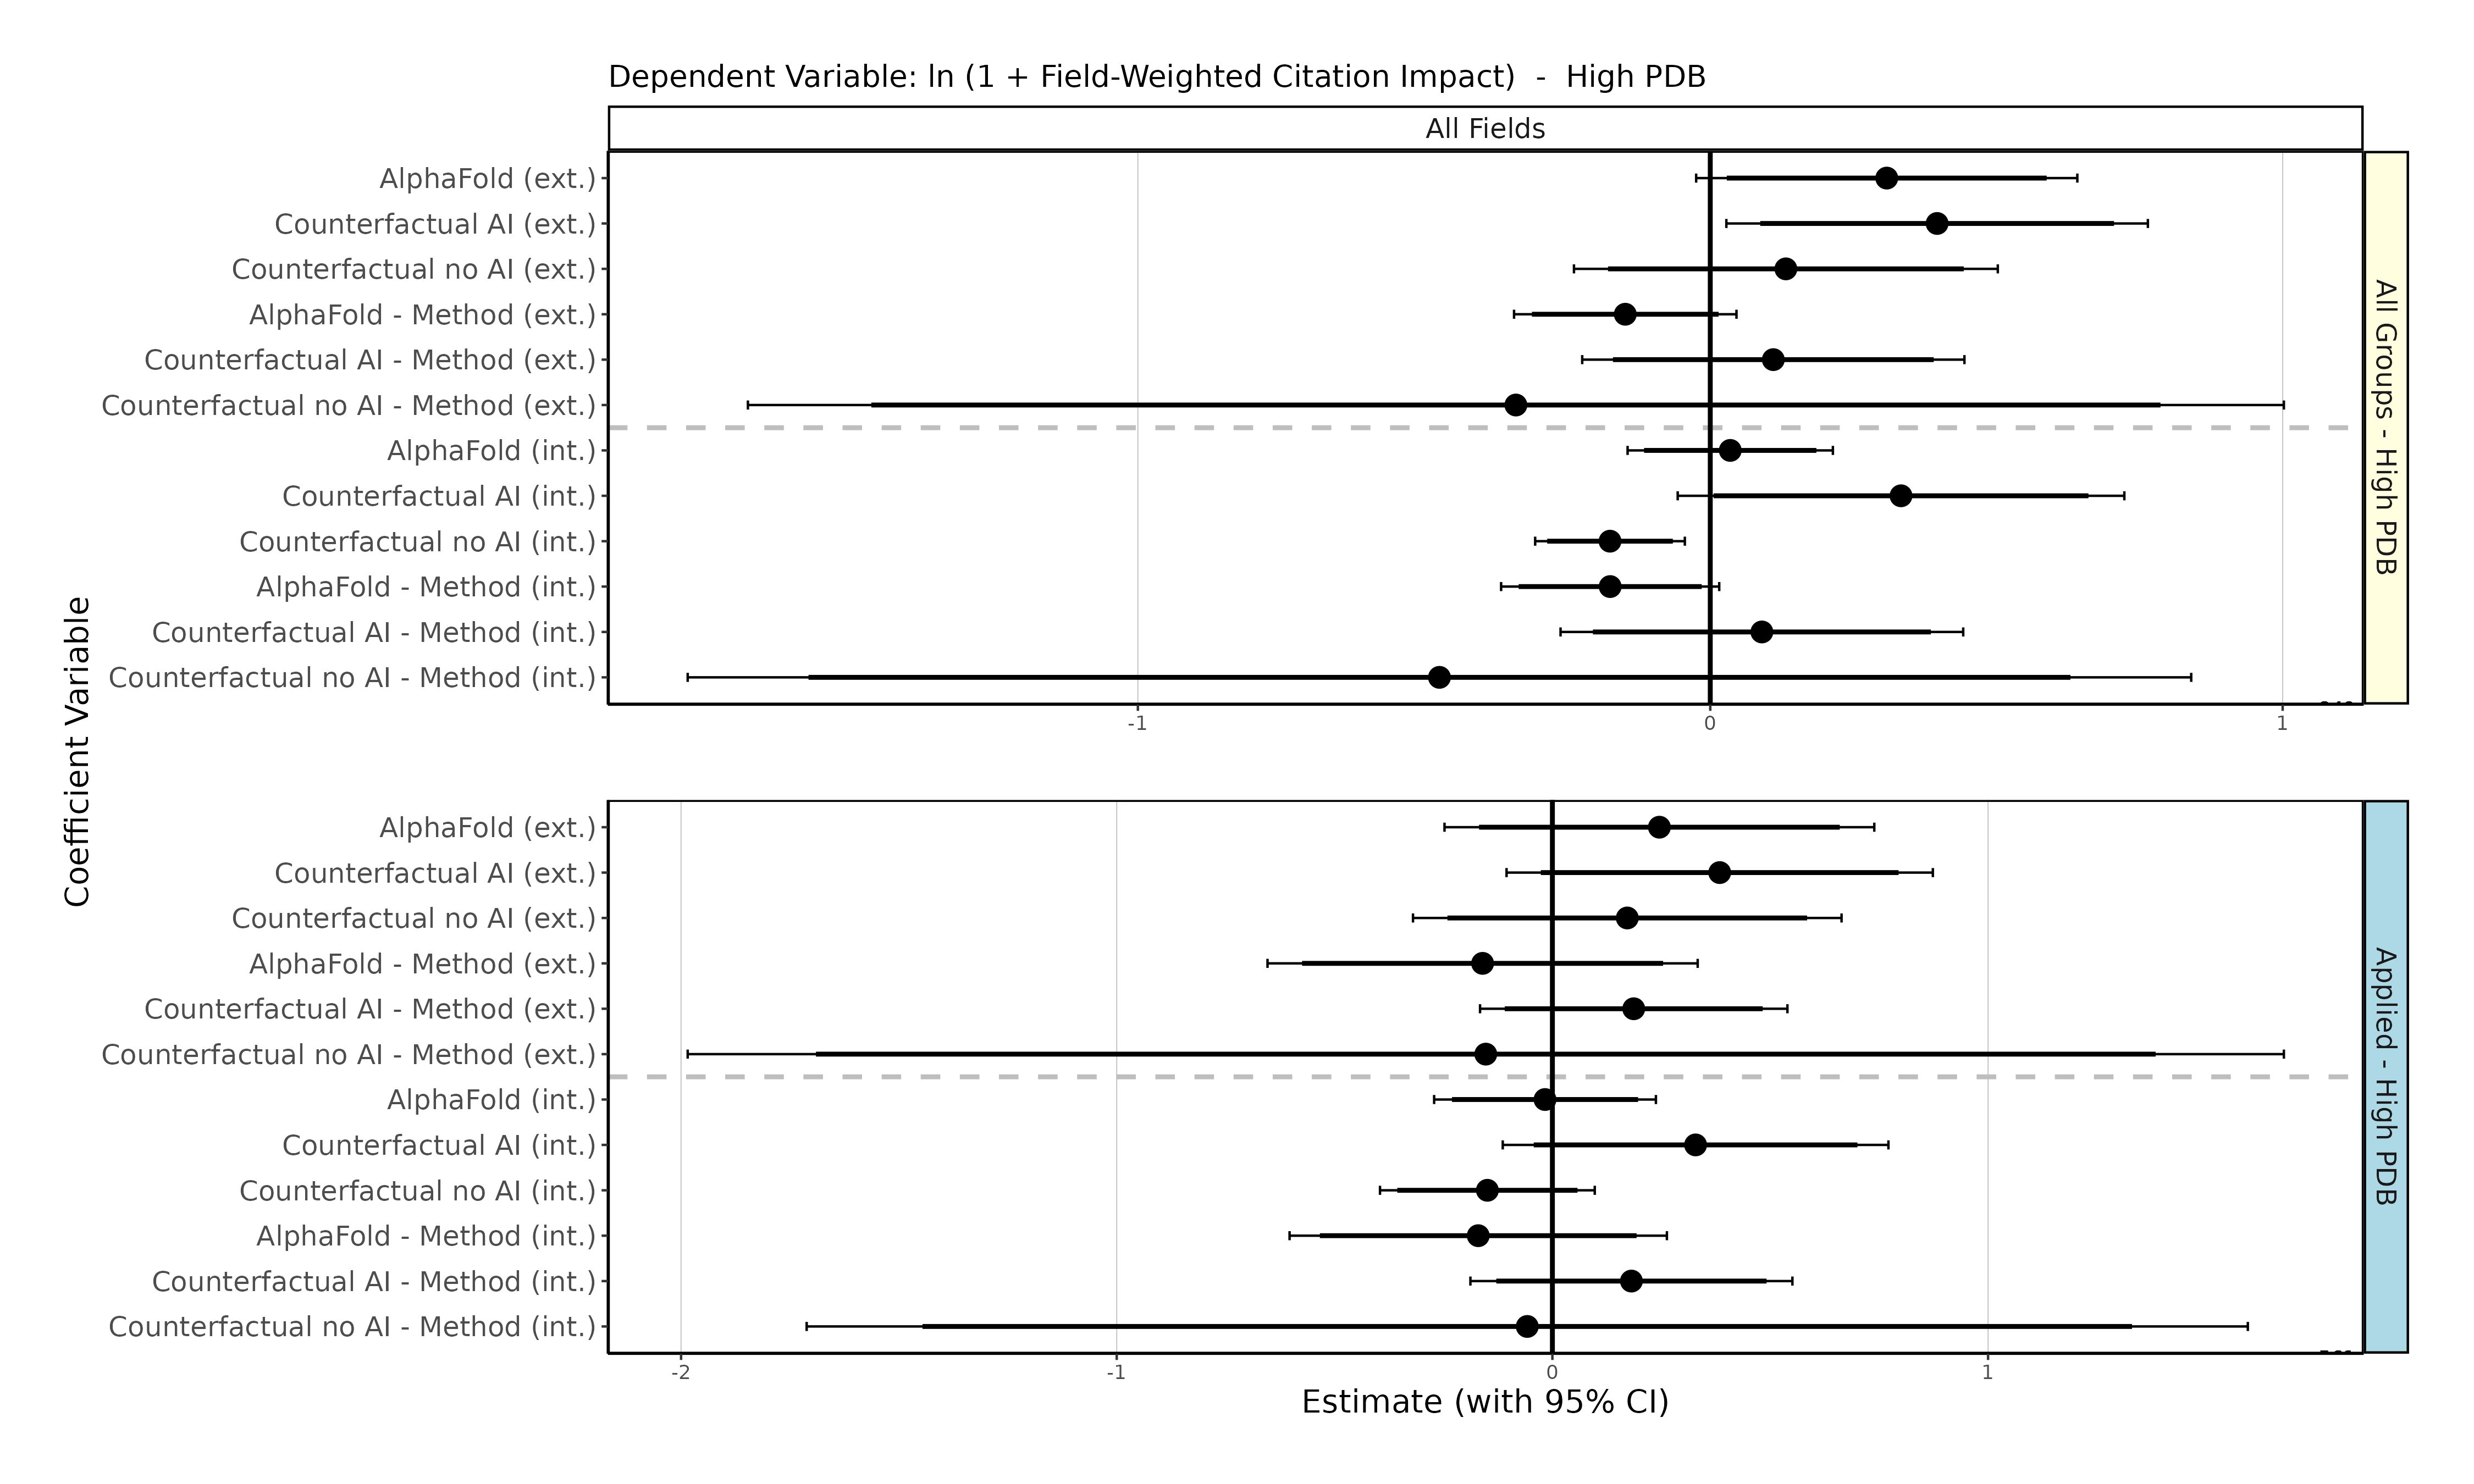 Dependent Variable: ln (1 + Field-Weighted Citation Impact)  -  High PDB
All Fields
AlphaFold (ext.)
Counterfactual AI (ext.)
Counterfactual no AI (ext.)
AlphaFold - Method (ext.)
Counterfactual AI - Method (ext.)
Counterfactual no AI - Method (ext.)
AlphaFold (int.)
Counterfactual AI (int.)
Counterfactual no AI (int.)
AlphaFold - Method (int.)
Counterfactual AI - Method (int.)
Counterfactual no AI - Method (int.)
-1 0 1
All Groups - High PDB
Coefficient Variable
AlphaFold (ext.)
Counterfactual AI (ext.)
Counterfactual no AI (ext.)
AlphaFold - Method (ext.)
Counterfactual AI - Method (ext.)
Counterfactual no AI - Method (ext.)
AlphaFold (int.)
Counterfactual AI (int.)
Counterfactual no AI (int.)
AlphaFold - Method (int.)
Counterfactual AI - Method (int.)
Counterfactual no AI - Method (int.)
-2 -1 0 1
Applied - High PDB
Estimate (with 95% CI)